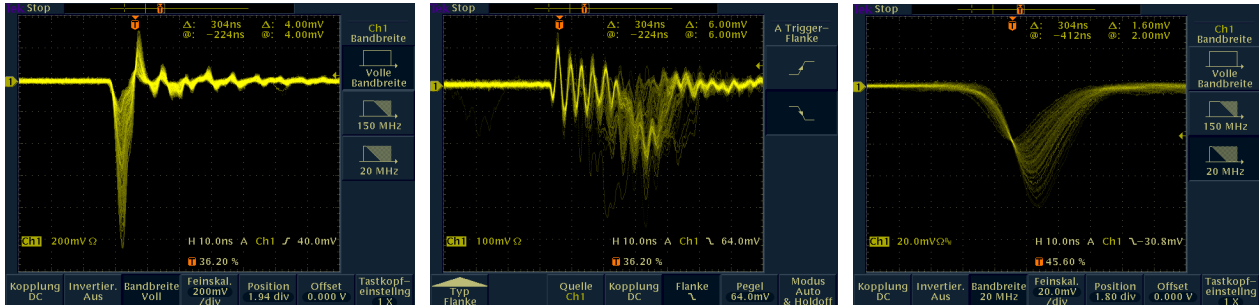 Stop
Δ: 304ns Δ: 4.00mV
@: -224ns @: 4.00mV
T
1
Ch1
Bandbreite
Volle
Bandbreite
150 MHz
20 MHz
Ch1 200mVΩ H 10.0ns A Ch1 40.0mV
T 36.20 %
Kopplung
DC
Invertier.
Aus
Bandbreite
Voll
Feinskal.
200mV
/div
Position
1.94 div
Offset
0.000 V
Tastkopf-
einstellng
1 X
Stop
Δ: 304ns Δ: 6.00mV
@: -224ns @: 6.00mV
T
1
A Trigger-
Flanke
Ch1 100mVΩ H 10.0ns A Ch1 64.0mV
T 36.20 %
Typ
Flanke
Quelle
Ch1
Kopplung
DC
Flanke
Pegel
64.0mV
Modus
Auto
& Holdoff
Stop
Δ: 304ns Δ: 1.60mV
@: -412ns @: 2.00mV
T
1
Ch1
Bandbreite
Volle
Bandbreite
150 MHz
20 MHz
Ch1 20.0mVΩ H 10.0ns A Ch1 -30.8mV
T 45.60 %
Kopplung
DC
Invertier.
Aus
Bandbreite
20 MHz
Feinskal.
20.0mV
/div
Position
1.80 div
Offset
0.000 V
Tastkopf-
einstellng
1 X